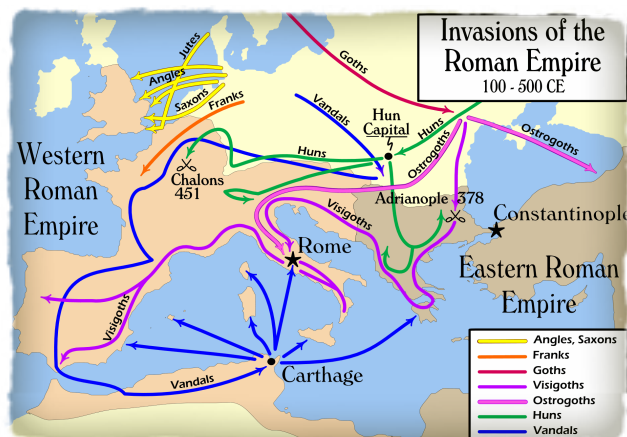 Invasions of the
Roman Empire
100 - 500 CE
Jutes
Angles
Saxons
Franks
Goths
Vandals
Hun
Capital
Huns
Huns
Ostrogoths
Ostrogoths
Western
Roman
Empire
Chalons
451
Adrianople 378
Visigoths
Constantinople
Rome
Eastern Roman
Empire
Visigoths
Carthage
Vandals
Angles, Saxons
Franks
Goths
Visigoths
Ostrogoths
Huns
Vandals